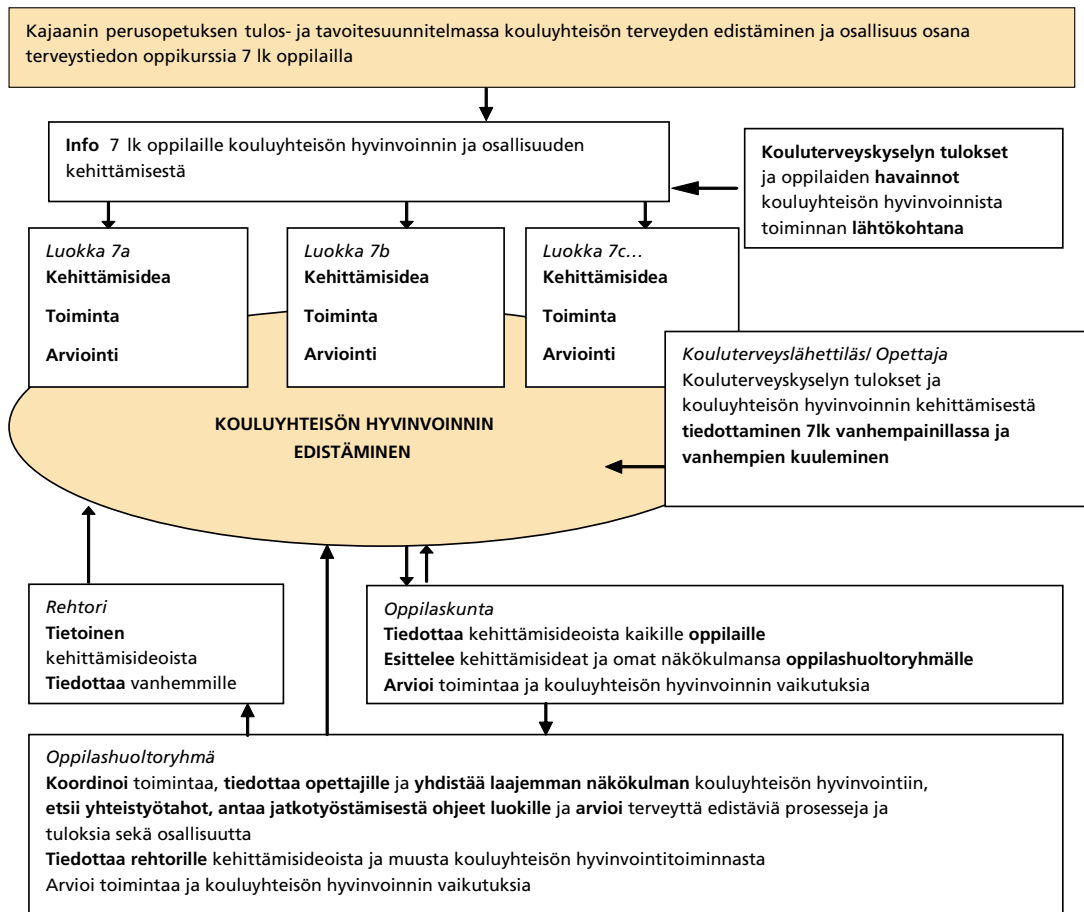 Kajaanin perusopetuksen tulos- ja tavoitesuunnitelmassa kouluyhteisön terveyden edistäminen ja osallisuus osana
terveystiedon oppikurssia 7 lk oppilailla
Info 7 lk oppilaille kouluyhteisön hyvinvoinnin ja osallisuuden
kehittämisestä
Kouluterveyskyselyn tulokset
ja oppilaiden havainnot
kouluyhteisön hyvinvoinnista
toiminnan lähtökohtana
Luokka 7a
Kehittämisidea
Toiminta
Arviointi
Luokka 7b
Kehittämisidea
Toiminta
Arviointi
Luokka 7c...
Kehittämisidea
Toiminta
Arviointi
Kouluterveyslähettiläs/ Opettaja
Kouluterveyskyselyn tulokset ja
kouluyhteisön hyvinvoinnin kehittämisestä
tiedottaminen 7lk vanhempainillassa ja
vanhempien kuuleminen
KOULUYHTEISÖN HYVINVOINNIN
EDISTÄMINEN
Rehtori
Tietoinen
kehittämisideoista
Tiedottaa vanhemmille
Oppilaskunta
Tiedottaa kehittämisideoista kaikille oppilaille
Esittelee kehittämisideat ja omat näkökulmansa oppilashuoltoryhmälle
Arvioi toimintaa ja kouluyhteisön hyvinvoinnin vaikutuksia
Oppilashuoltoryhmä
Koordinoi toimintaa, tiedottaa opettajille ja yhdistää laajemman näkökulman kouluyhteisön hyvinvointiin,
etsii yhteistyötahot, antaa jatkotyöstämisestä ohjeet luokille ja arvioi terveyttä edistäviä prosesseja ja
tuloksia sekä osallisuutta
Tiedottaa rehtorille kehittämisideoista ja muusta kouluyhteisön hyvinvointitoiminnasta
Arvioi toimintaa ja kouluyhteisön hyvinvoinnin vaikutuksia